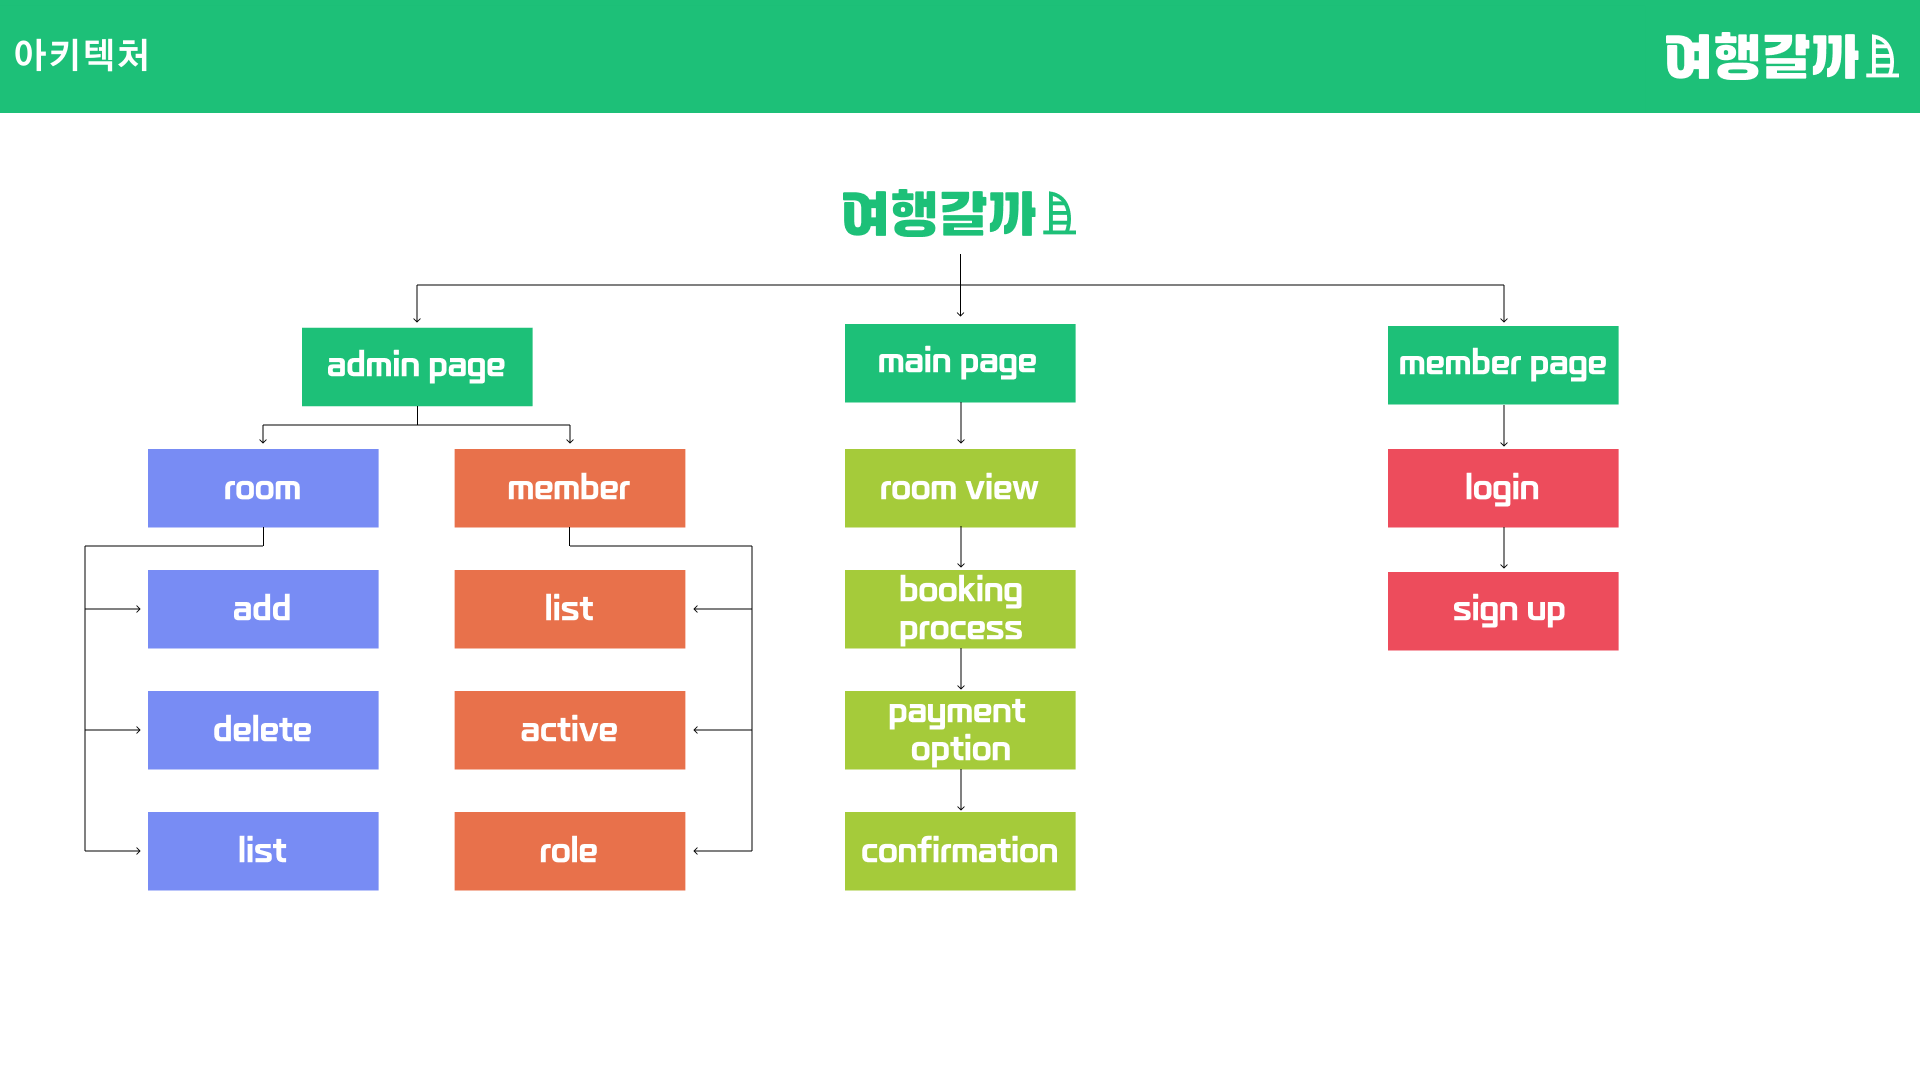 아키텍처
여행갈까
여행갈까
admin page
main page
member page
room
member
room view
login
add
list
booking
process
sign up
delete
active
payment
option
list
role
confirmation